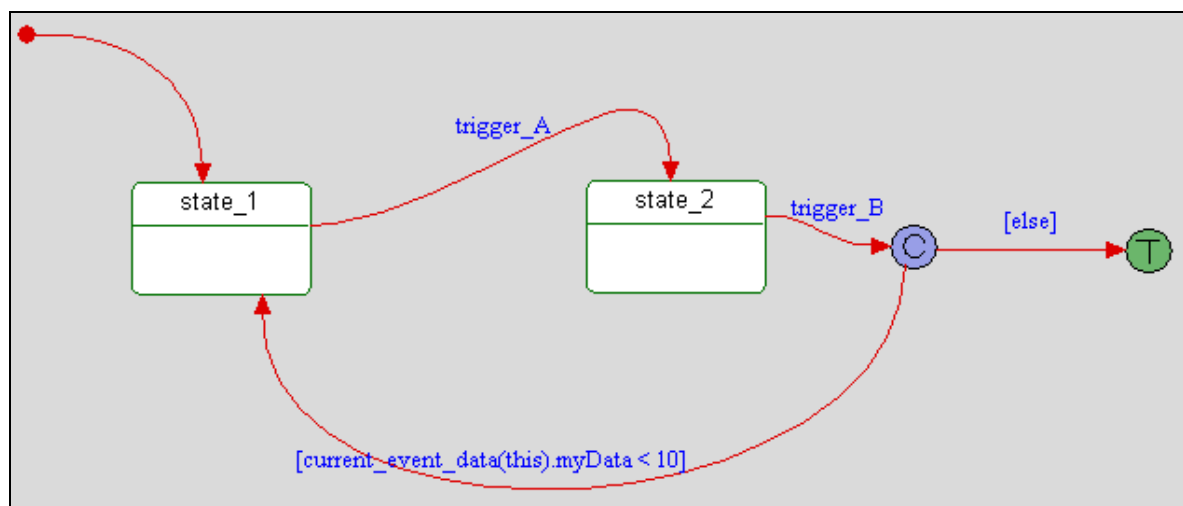 trigger_A
state_1
state_2
trigger_B
[else]
C
T
[current_event_data(this).myData < 10]